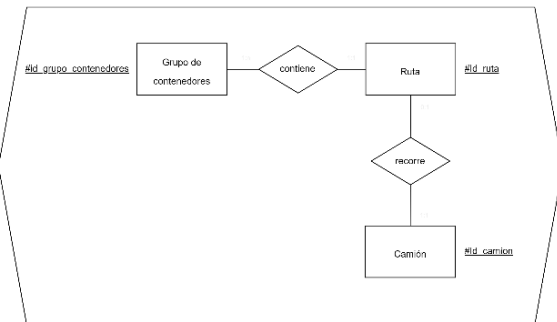 #id_grupo_contenedores
Grupo de
contenedores
contiene
Ruta
#Id_ruta
recorre
Camión
#Id_camion